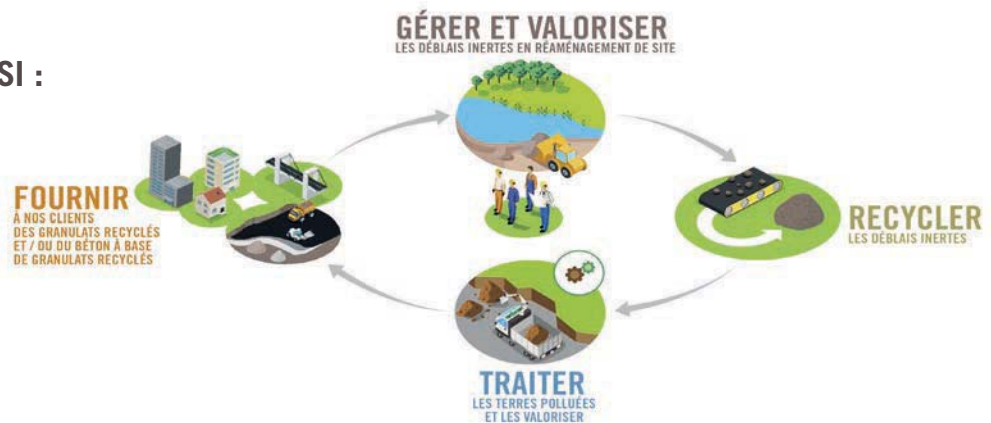 SI :
GÉRER ET VALORISER
LES DÉBLAIS INERTES EN RÉAMÉNAGEMENT DE SITE
FOURNIR
À NOS CLIENTS
DES GRANULATS RECYCLÉS
ET / OU DU BÉTON À BASE
DE GRANULATS RECYCLÉS
RECYCLER
LES DÉBLAIS INERTES
TRAITER
LES TERRES POLLUÉES
ET LES VALORISER